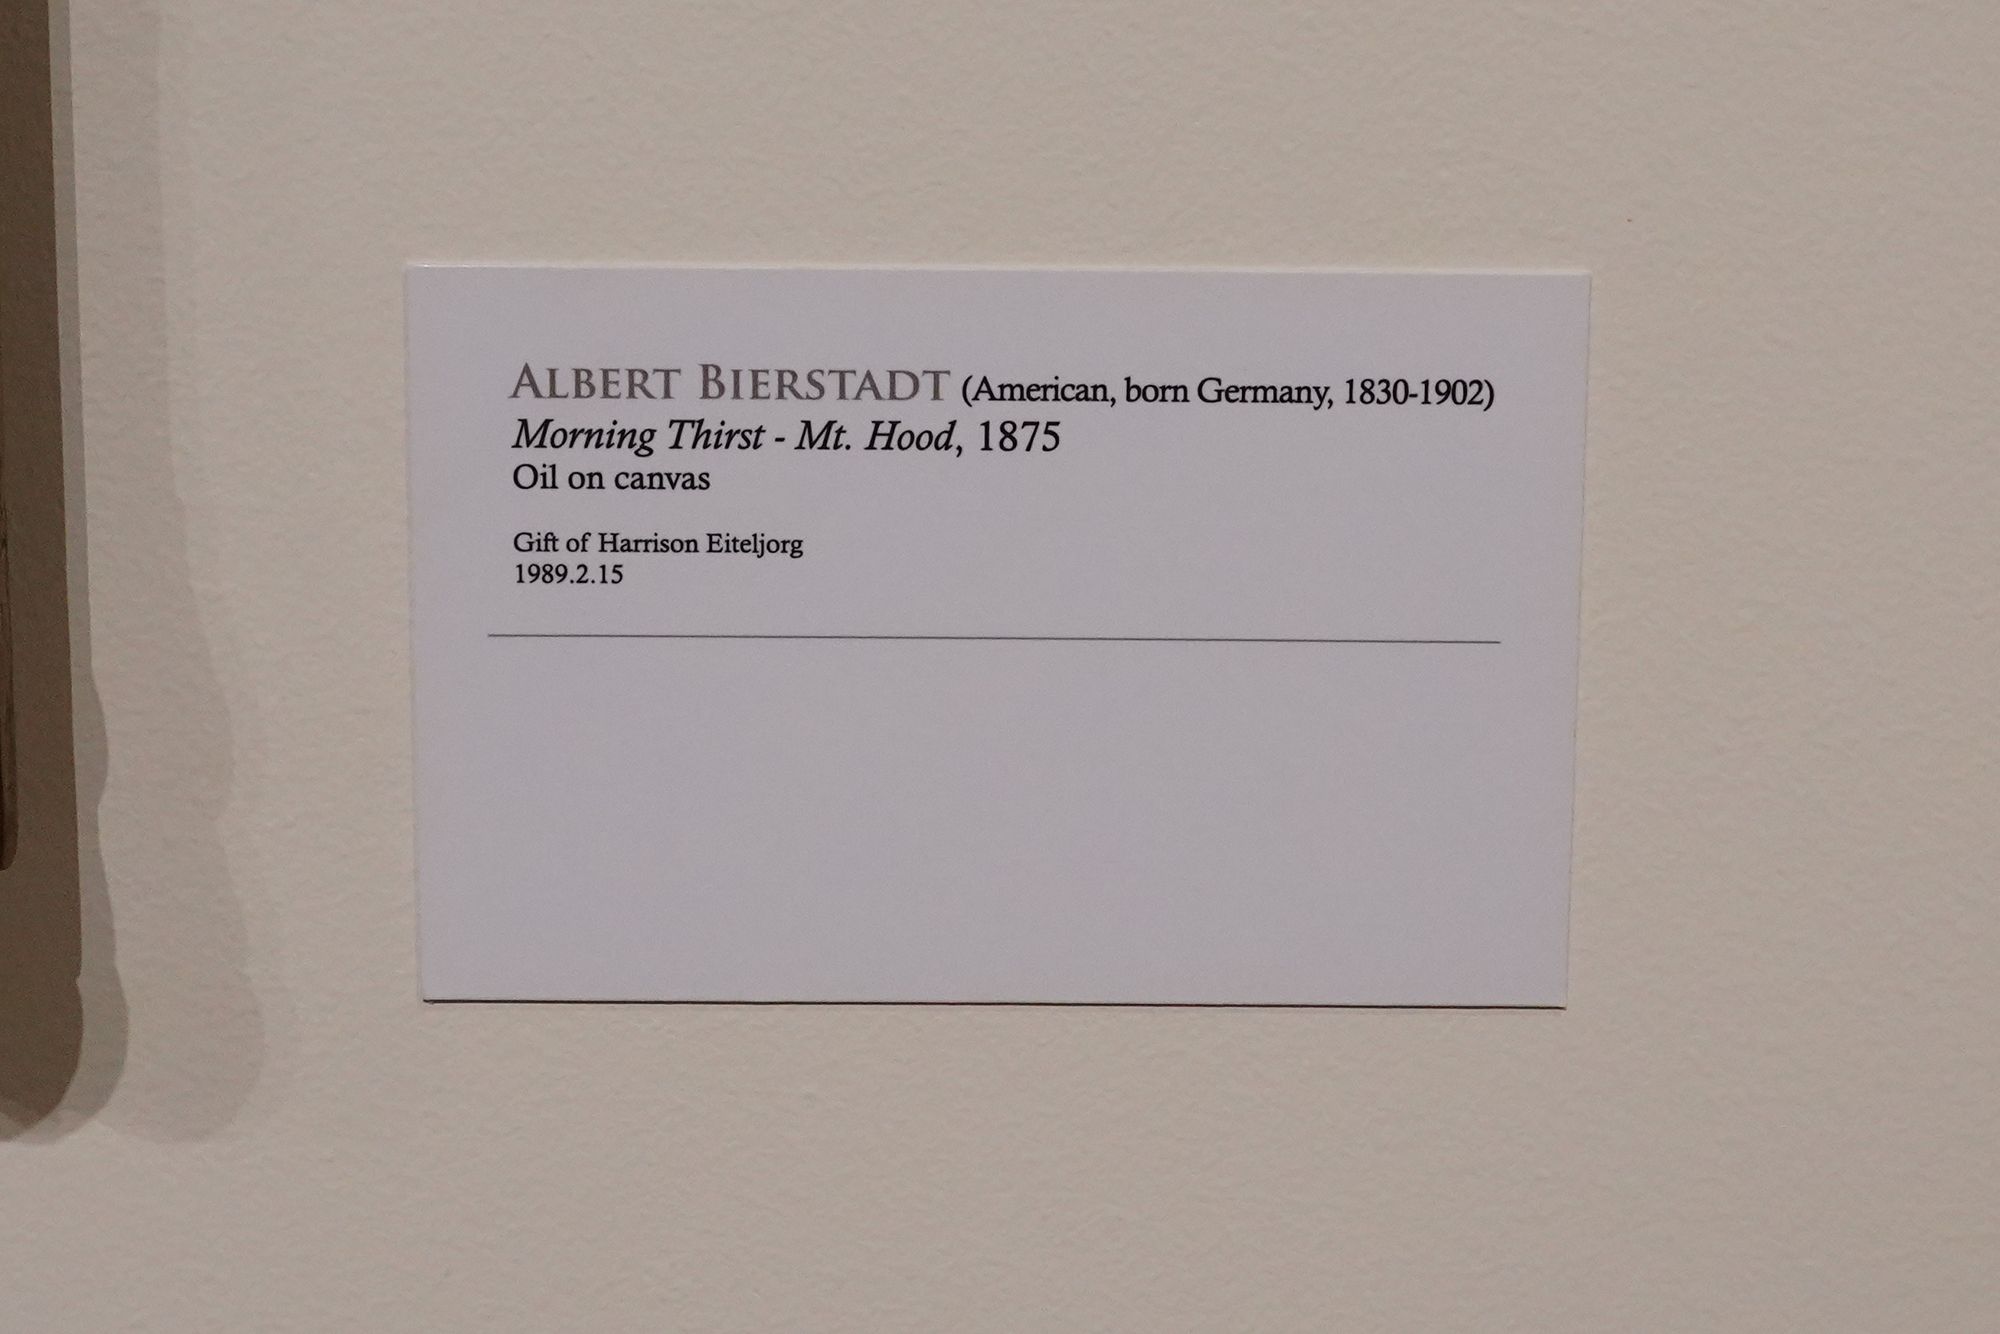 ALBERT BIERSTADT (American, born Germany, 1830-1902)
Morning Thirst - Mt. Hood, 1875
Oil on canvas
Gift of Harrison Eiteljorg
1989.2.15